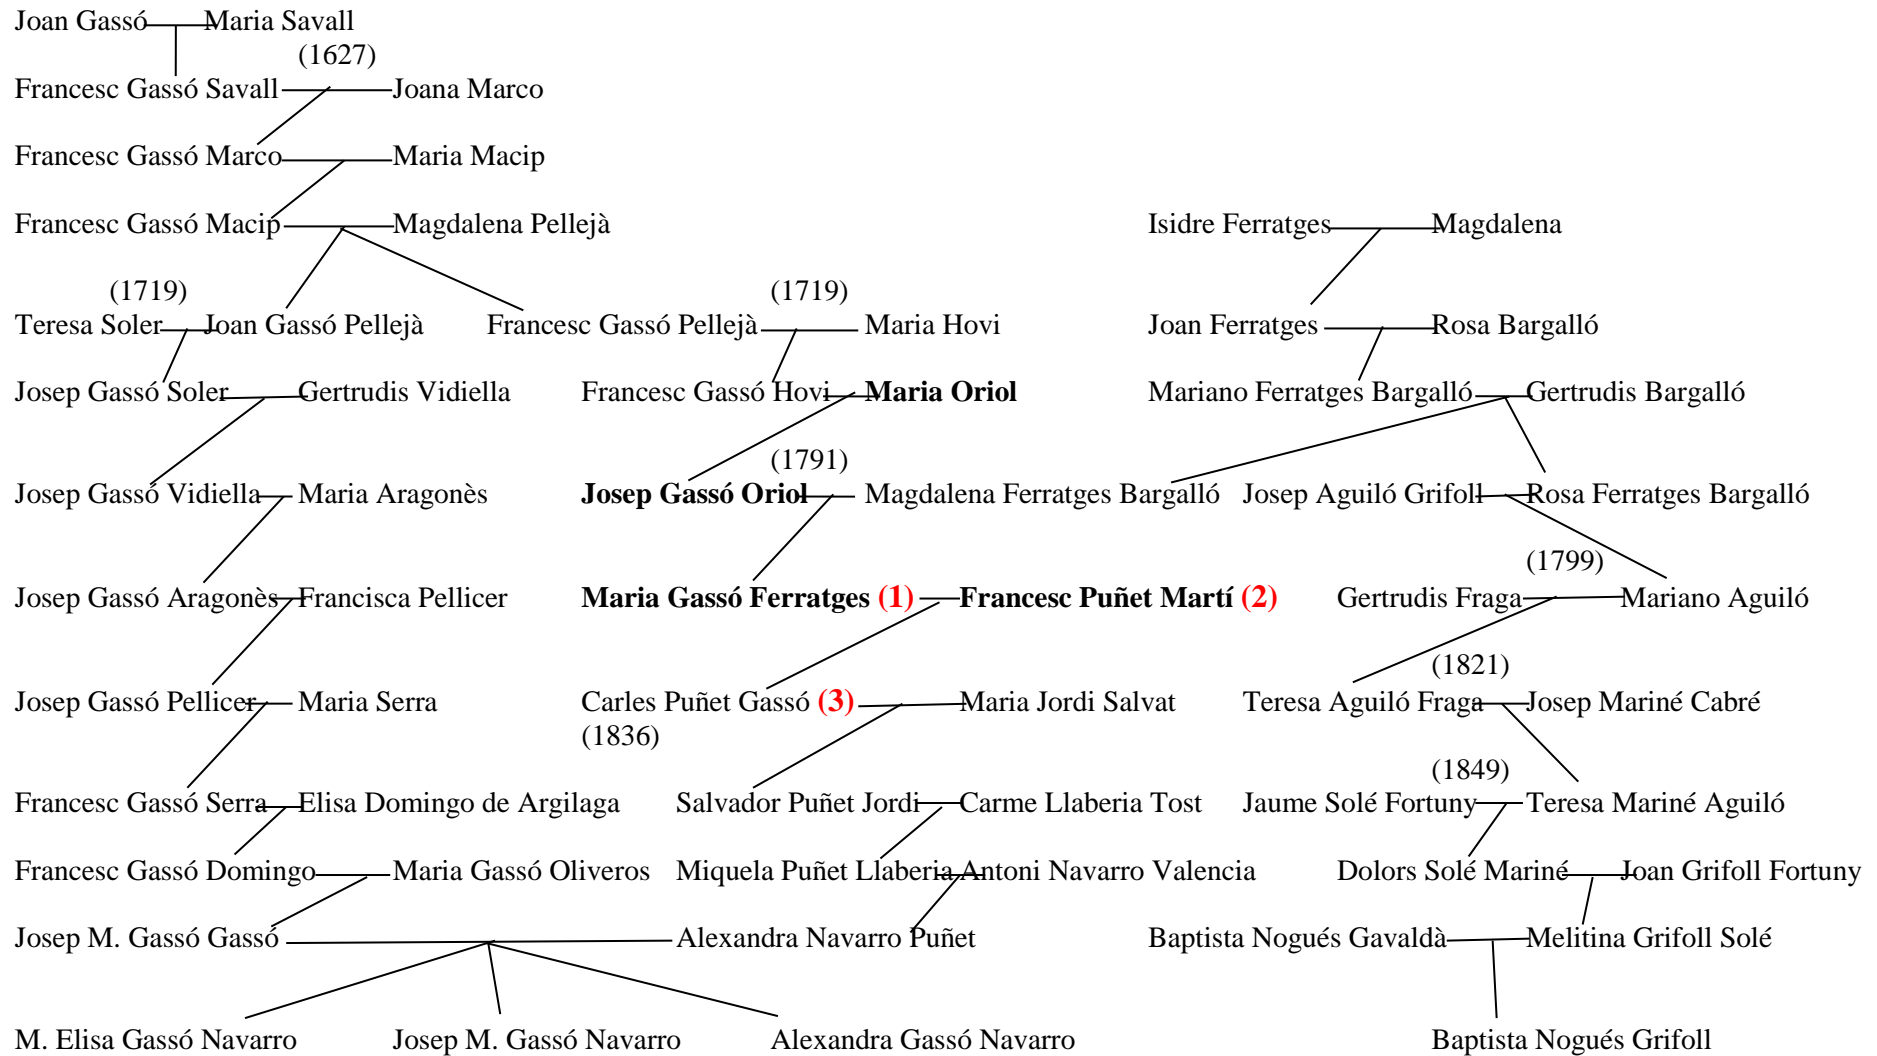 Joan Gassó Maria Savall
(1627)
Francesc Gassó Savall Joana Marco
Francesc Gassó Marco Maria Macip
Francesc Gassó Macip Magdalena Pellejà Isidre Ferratges Magdalena
(1719) (1719)
Teresa Soler Joan Gassó Pellejà Francesc Gassó Pellejà Maria Hovi Joan Ferratges Rosa Bargalló
Josep Gassó Soler Gertrudis Vidiella Francesc Gassó Hovi Maria Oriol Mariano Ferratges Bargalló Gertrudis Bargalló
(1791)
Josep Gassó Vidiella Maria Aragonès Josep Gassó Oriol Magdalena Ferratges Bargalló Josep Aguiló Grifoll Rosa Ferratges Bargalló
(1799)
Josep Gassó Aragonès Francisca Pellicer Maria Gassó Ferratges (1) Francesc Puñet Martí (2) Gertrudis Fraga Mariano Aguiló
(1821)
Josep Gassó Pellicer Maria Serra Carles Puñet Gassó (3) Maria Jordi Salvat Teresa Aguiló Fraga Josep Mariné Cabré
(1836)
(1849)
Francesc Gassó Serra Elisa Domingo de Argilaga Salvador Puñet Jordi Carme Llaberia Tost Jaume Solé Fortuny Teresa Mariné Aguiló
Francesc Gassó Domingo Maria Gassó Oliveros Miquela Puñet Llaberia Antoni Navarro Valencia Dolors Solé Mariné Joan Grifoll Fortuny
Josep M. Gassó Gassó Alexandra Navarro Puñet Baptista Nogués Gavaldà Melitina Grifoll Solé
M. Elisa Gassó Navarro Josep M. Gassó Navarro Alexandra Gassó Navarro Baptista Nogués Grifoll